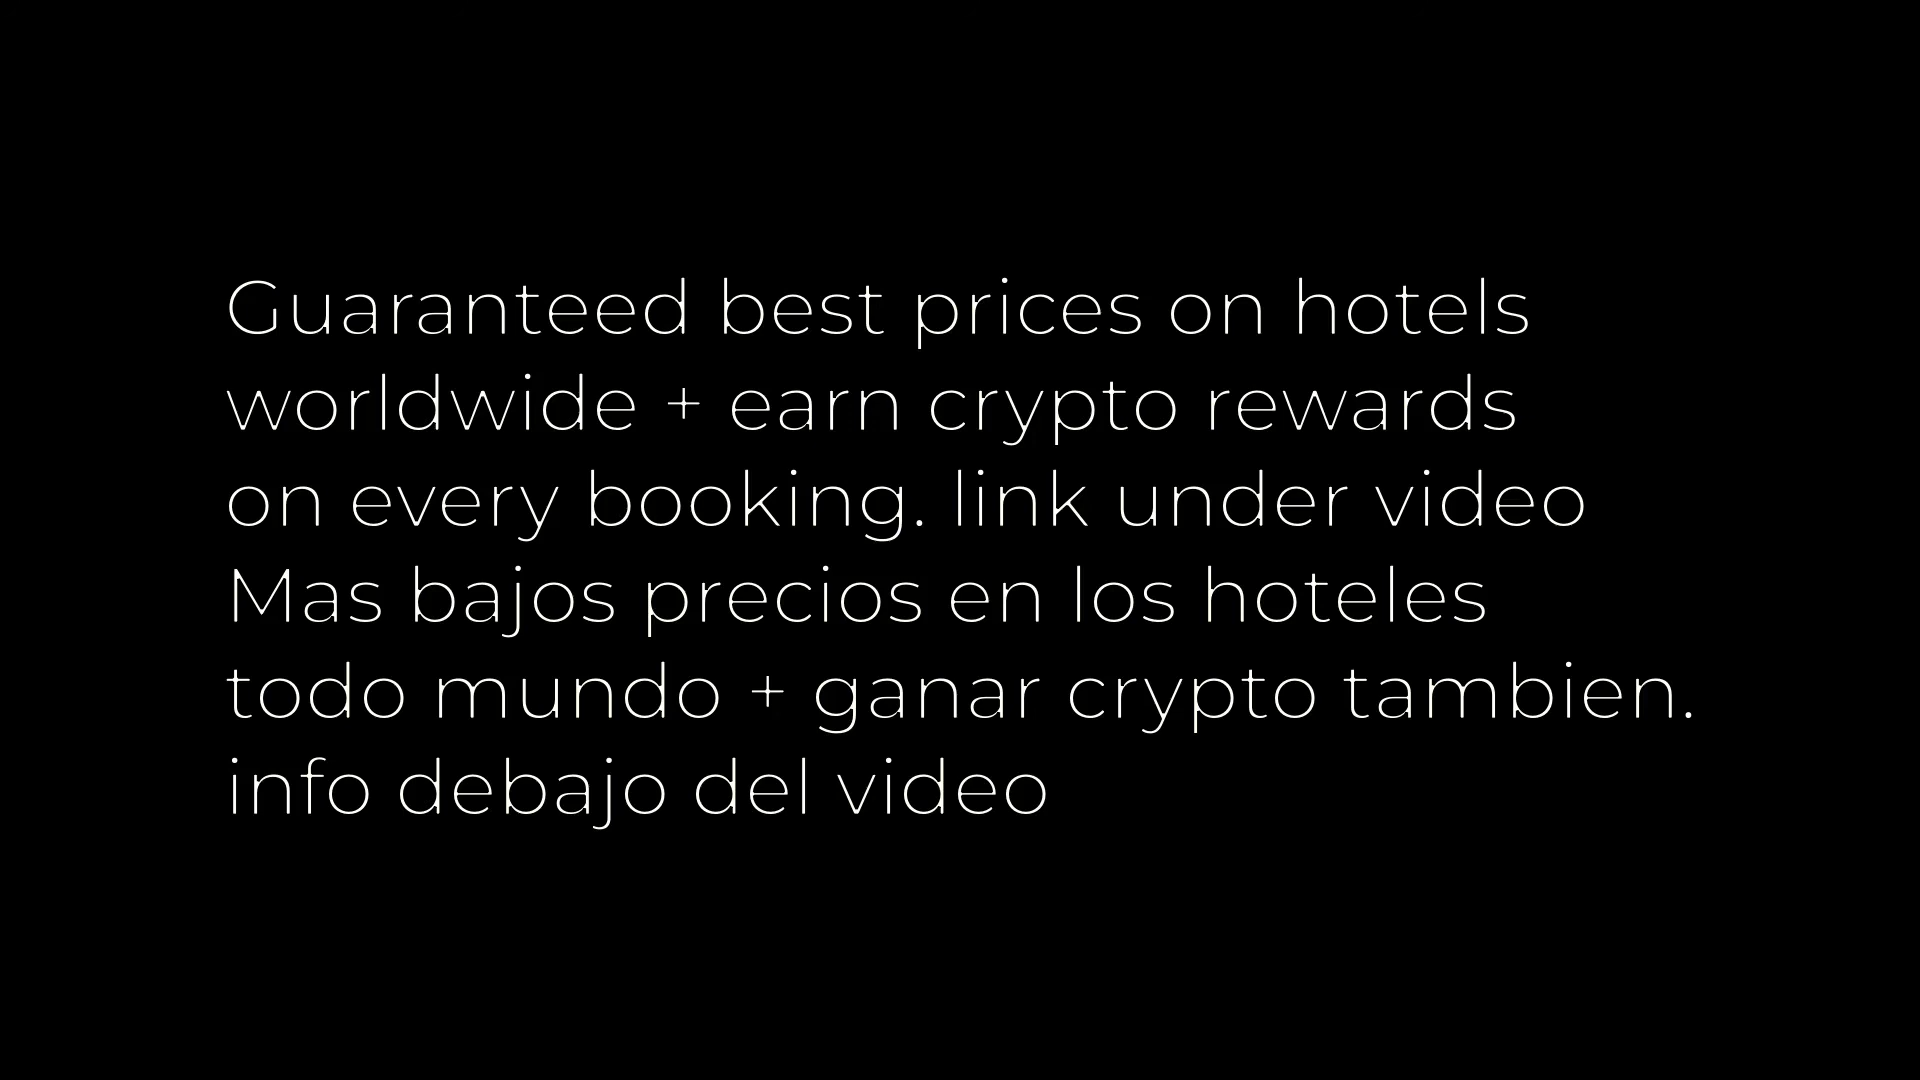 Guaranteed best prices on hotels
worldwide + earn crypto rewards
on every booking. link under video
Mas bajos precios en los hoteles
todo mundo + ganar crypto tambien.
info debajo del video